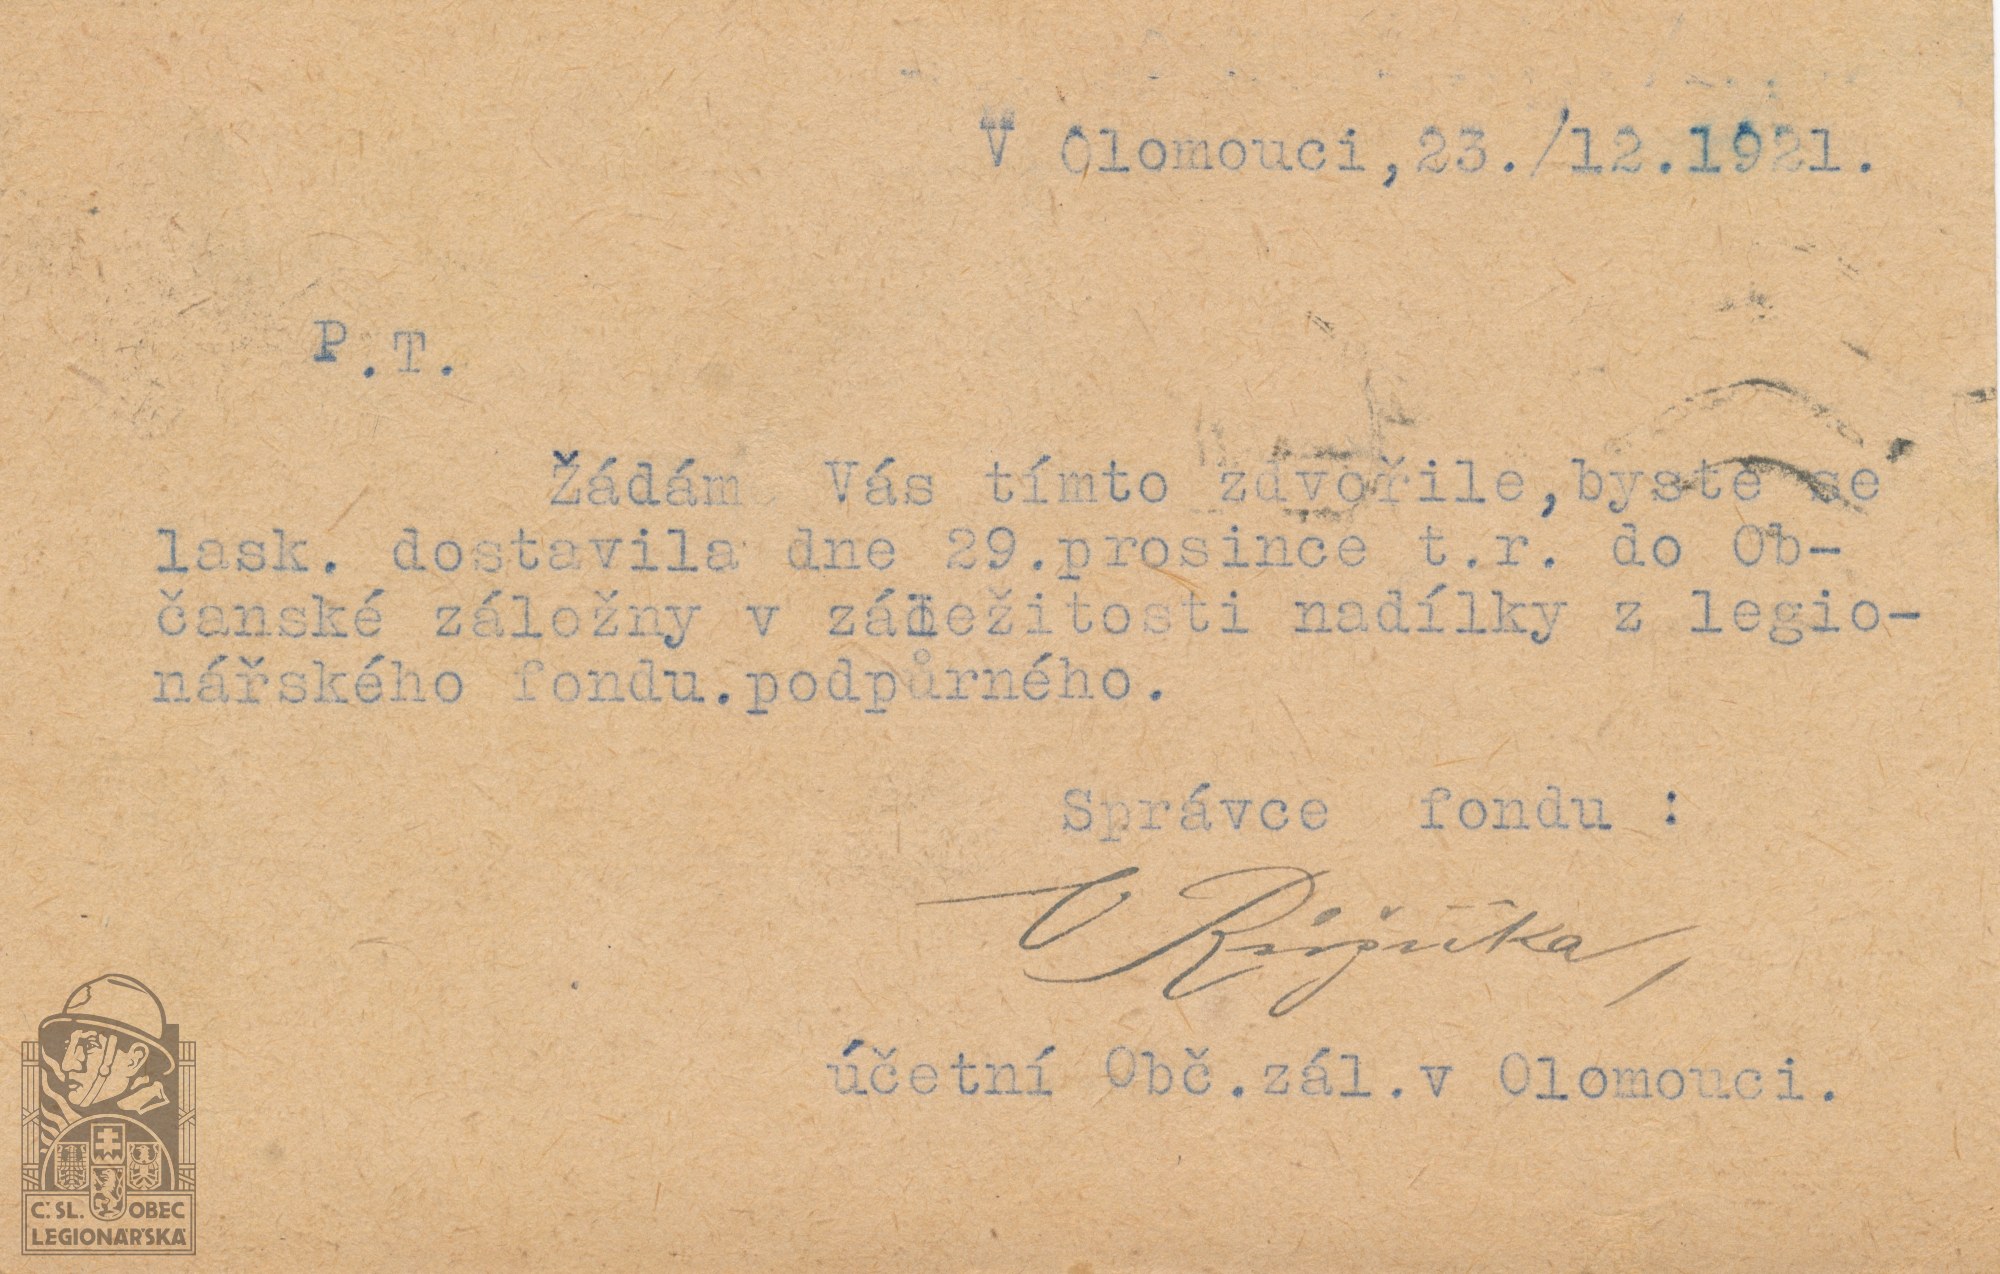 V Olomouci,23./12.1921.
P.T.
Žádám Vás tímto zdvořile,byste se
lask. dostavila dne 29.prosince t.r. do Ob-
čanské záložny v záležitosti nadílky z legio-
nářského fondu.podpůrného.
Správce fondu :
Růžička,
účetní Obč.zál.v Olomouci.
Č.SL. OBEC
LEGIONÁŘSKÁ